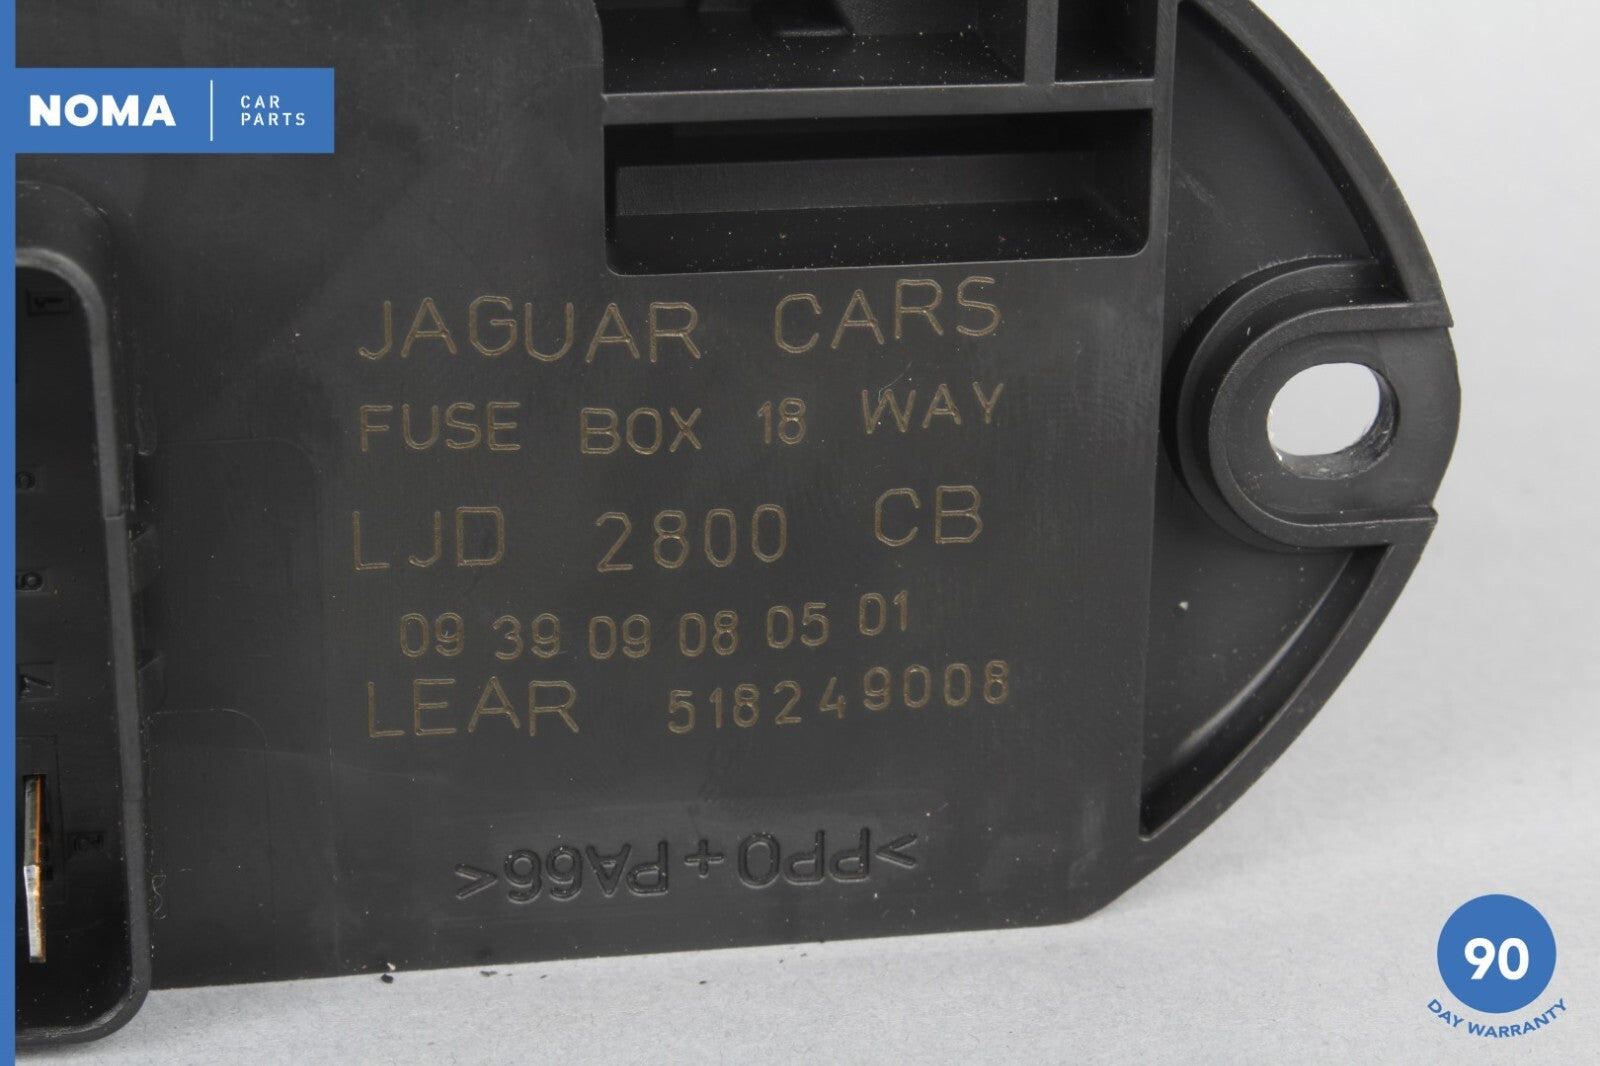 NOMA
CAR
PARTS
JAGUAR CARS
FUSE BOX 18 WAY
LJD 2800 CB
09 39 09 08 05 01
LEAR 518249008
>PPO+PA66<
90
DAY WARRANTY